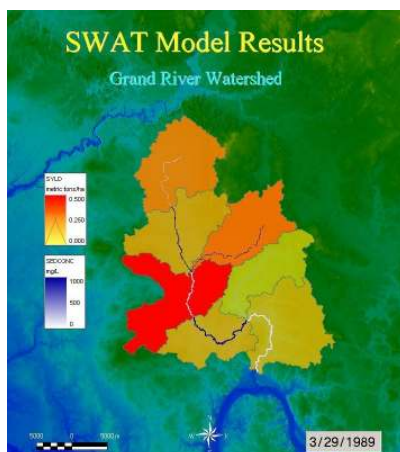 SWAT Model Results
Grand River Watershed
SYLD
metric tons/ha
0.500
0.250
0.000
SEDCONC
mg/L
1000
500
0
5000 0 5000 m
W E
3/29/1989